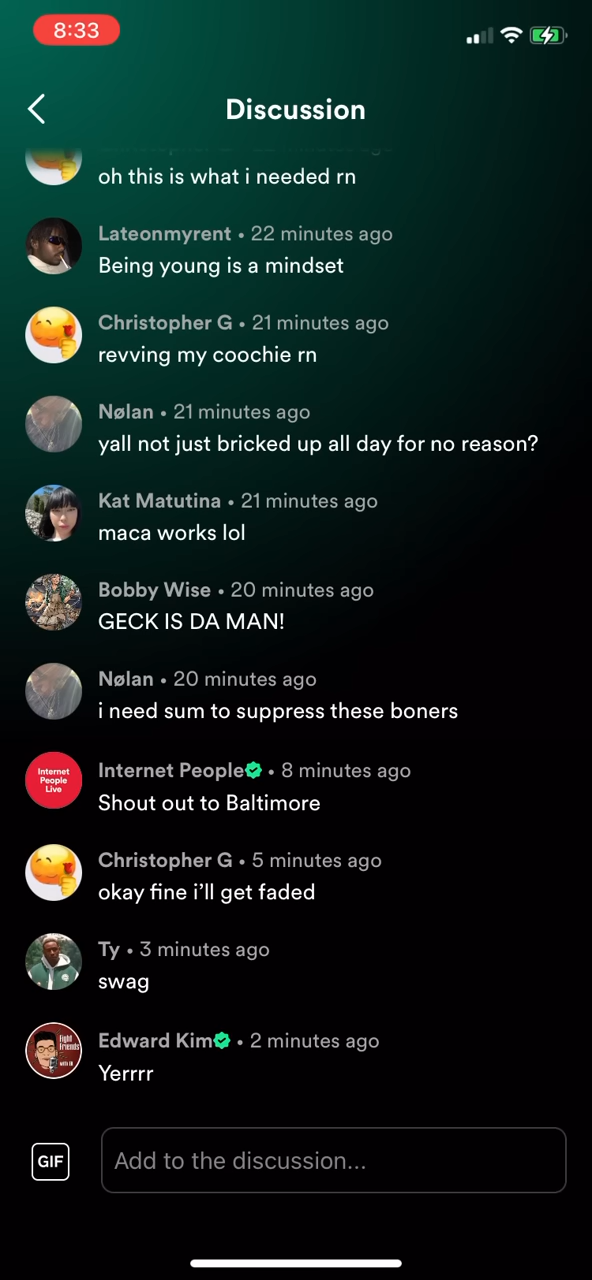 8:33
Discussion
oh this is what i needed rn
Lateonmyrent • 22 minutes ago
Being young is a mindset
Christopher G • 21 minutes ago
revving my coochie rn
Nølan • 21 minutes ago
yall not just bricked up all day for no reason?
Kat Matutina • 21 minutes ago
maca works lol
Bobby Wise • 20 minutes ago
GECK IS DA MAN!
Nølan • 20 minutes ago
i need sum to suppress these boners
Internet
People
Live
Internet People • 8 minutes ago
Shout out to Baltimore
Christopher G • 5 minutes ago
okay fine i’ll get faded
Ty • 3 minutes ago
swag
Fight
Friends
WITH ED
Edward Kim • 2 minutes ago
Yerrrr
GIF
Add to the discussion...